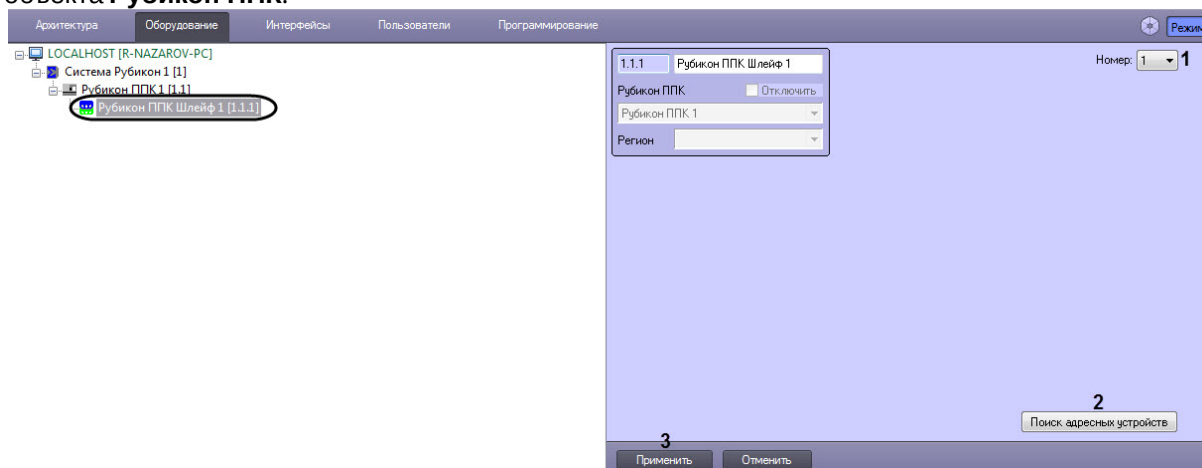 объекта Рубикон ППК.
Архитектура Оборудование Интерфейсы Пользователи Программирование Режим
LOCALHOST [R-NAZAROV-PC]
Система Рубикон 1 [1]
Рубикон ППК 1 [1.1]
Рубикон ППК Шлейф 1 [1.1.1]
1.1.1 Рубикон ППК Шлейф 1
Рубикон ППК Отключить
Рубикон ППК 1
Регион
Номер: 1 1
2
Поиск адресных устройств
3
Применить Отменить